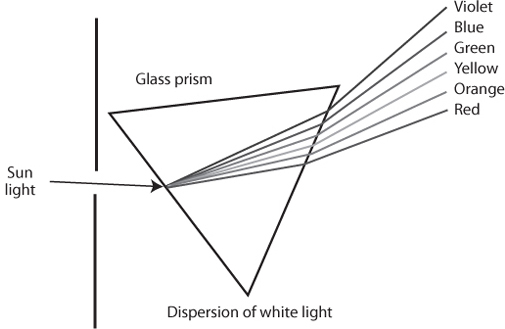 Violet
Blue
Green
Yellow
Orange
Red
Glass prism
Sun
light
Dispersion of white light